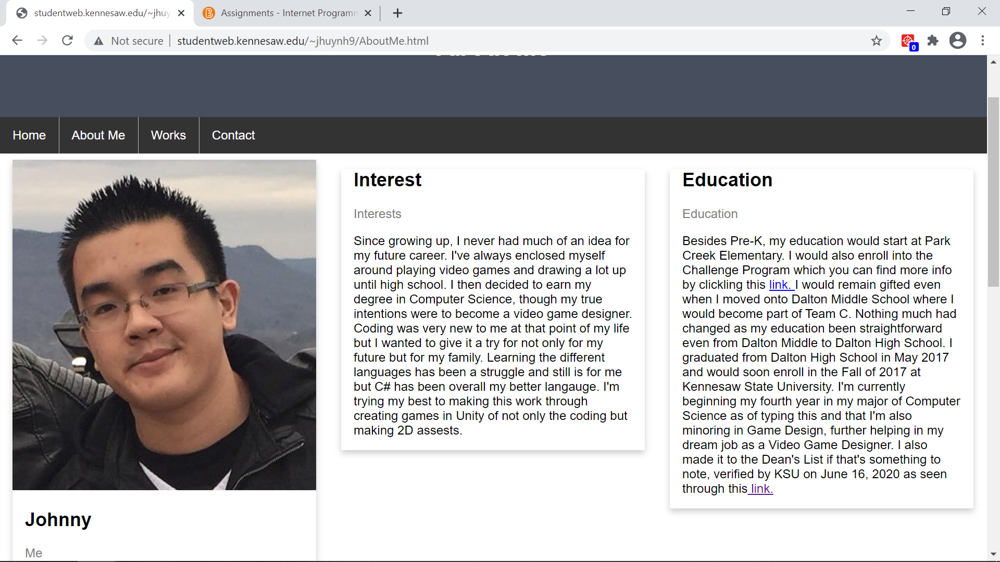 studentweb.kennesaw.edu/~jhuy
Assignments - Internet Programm
Not secure
studentweb.kennesaw.edu/~jhuynh9/AboutMe.html
0
Home
About Me
Works
Contact
Johnny
Me
Interest
Interests
Since growing up, I never had much of an idea for
my future career. I've always enclosed myself
around playing video games and drawing a lot up
until high school. I then decided to earn my
degree in Computer Science, though my true
intentions were to become a video game designer.
Coding was very new to me at that point of my life
but I wanted to give it a try for not only for my
future but for my family. Learning the different
languages has been a struggle and still is for me
but C# has been overall my better langauge. I'm
trying my best to making this work through
creating games in Unity of not only the coding but
making 2D assests.
Education
Education
Besides Pre-K, my education would start at Park
Creek Elementary. I would also enroll into the
Challenge Program which you can find more info
by clickling this link. I would remain gifted even
when I moved onto Dalton Middle School where I
would become part of Team C. Nothing much had
changed as my education been straightforward
even from Dalton Middle to Dalton High School. I
graduated from Dalton High School in May 2017
and would soon enroll in the Fall of 2017 at
Kennesaw State University. I'm currently
beginning my fourth year in my major of Computer
Science as of typing this and that I'm also
minoring in Game Design, further helping in my
dream job as a Video Game Designer. I also
made it to the Dean's List if that's something to
note, verified by KSU on June 16, 2020 as seen
through this link.